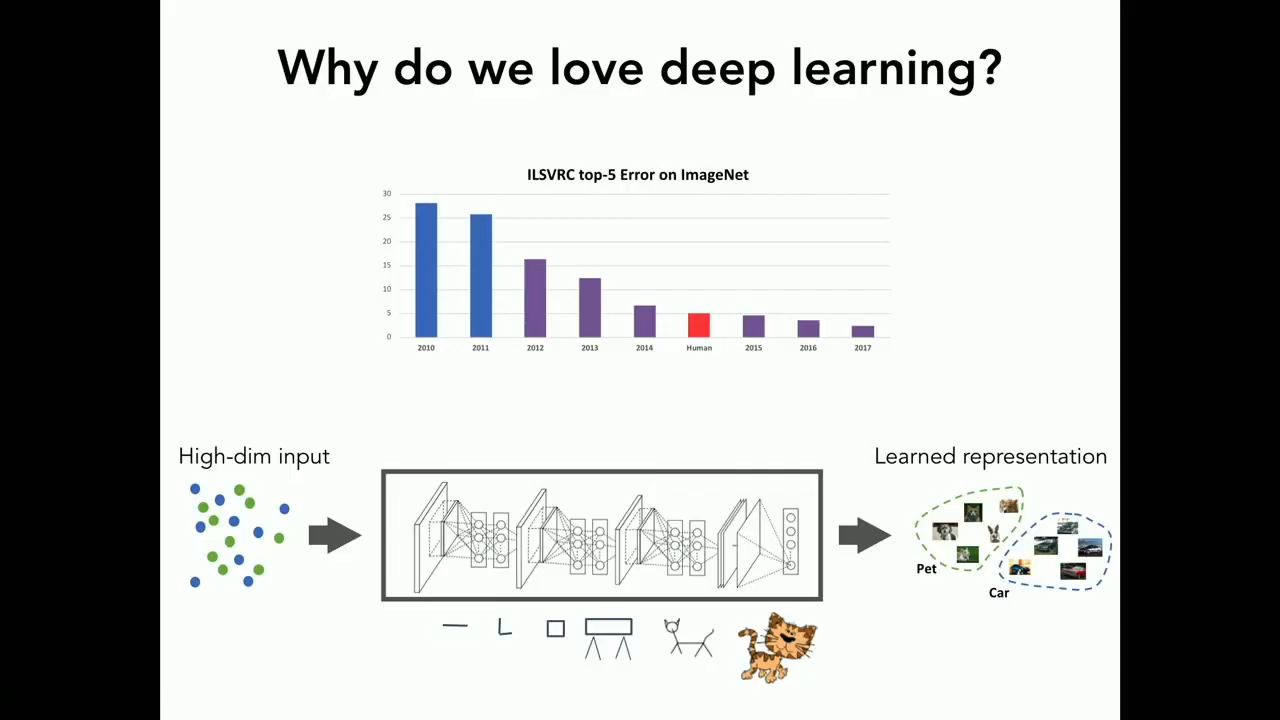 Why do we love deep learning?
ILSVRC top-5 Error on ImageNet
30
25
20
15
10
5
0
2010 2011 2012 2013 2014 Human 2015 2016 2017
High-dim input
Learned representation
Pet
Car